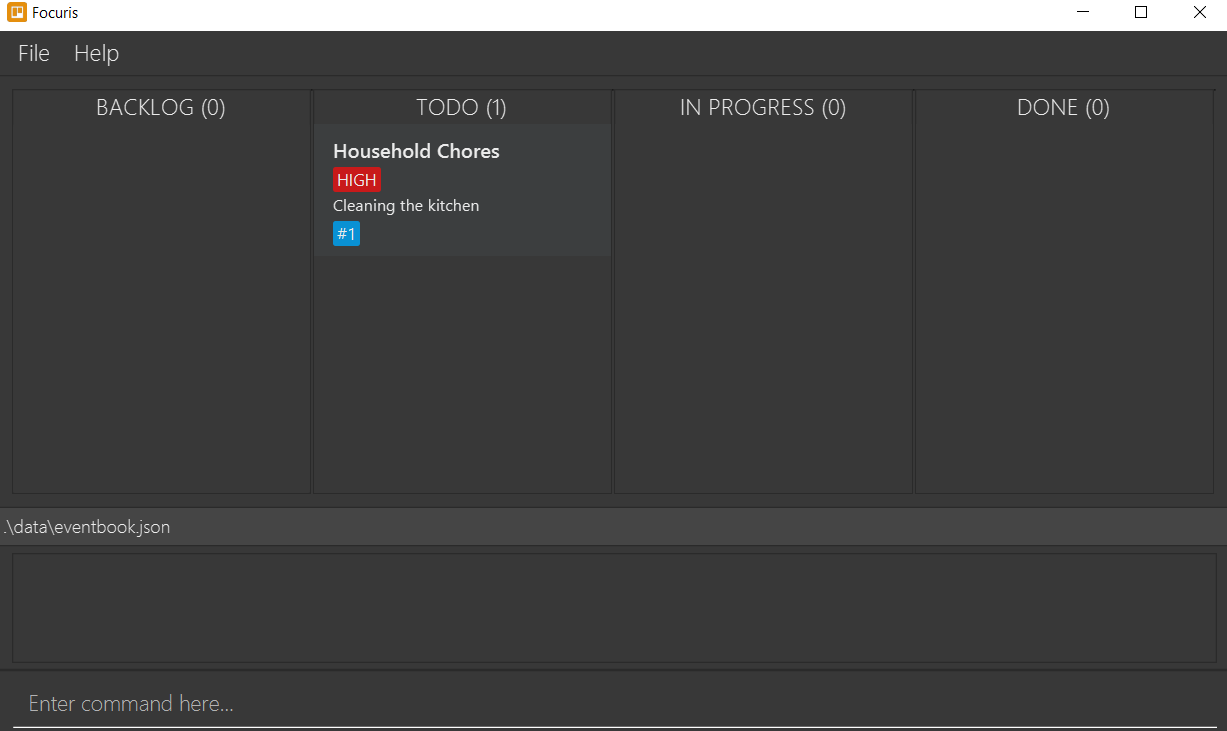 Focuris
File Help
BACKLOG (0) TODO (1) IN PROGRESS (0) DONE (0)
Household Chores
HIGH
Cleaning the kitchen
#1
.\data\eventbook.json
Enter command here...